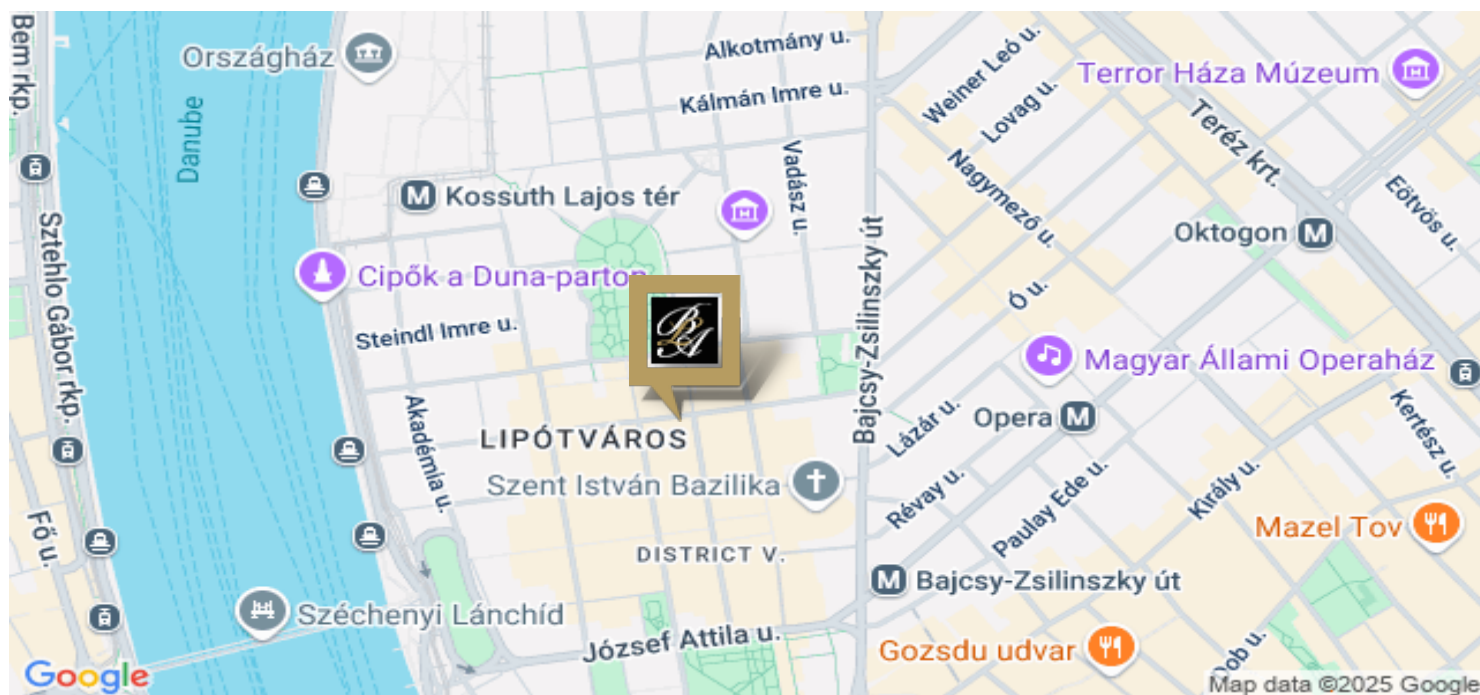 Bem rkp.
Országház
Alkotmány u.
Weiner Leó u.
Terror Háza Múzeum
Kálmán Imre u.
Lovag u.
Danube
Teréz krt.
Vadász u.
Nagymező u.
Eötvös u.
M Kossuth Lajos tér
Sztehlo Gábor rkp.
Bajcsy-Zsilinszky út
Oktogon M
Cipők a Duna-parton
Ó u.
Steindl Imre u.
B
L
A
Magyar Állami Operaház
Akadémia u.
Lázár u.
Opera M
Kertész u.
LIPÓTVÁROS
Szent István Bazilika
Révay u.
Paulay Ede u.
Király u.
Fő u.
Mazel Tov
DISTRICT V.
M Bajcsy-Zsilinszky út
Széchenyi Lánchíd
József Attila u.
Gozsdu udvar
Dob u.
Google
Map data ©2025 Google